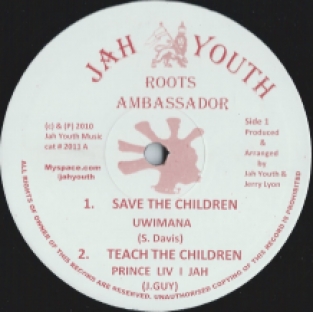 JAH YOUTH
ROOTS
AMBASSADOR
(c) & (P) 2010
Jah Youth Music
cat # 2011 A
Myspace.com
ijahyouth
Side 1
Produced
&
Arranged
by
Jah Youth &
Jerry Lyon
1. SAVE THE CHILDREN
UWIMANA
(S. Davis)
2. TEACH THE CHILDREN
PRINCE LIV I JAH
(J.GUY)
ALL RIGHTS OF OWNER OF THIS RECORD ARE RESERVED. UNAUTHORISED COPYING OF THIS RECORD IS PROHIBITED